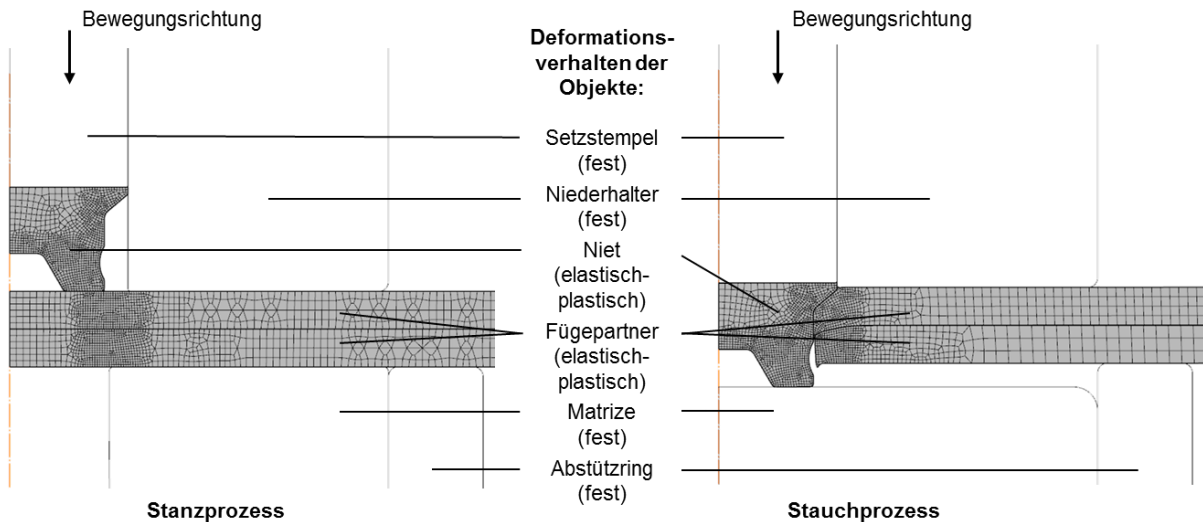 Bewegungsrichtung
Bewegungsrichtung
Deformations-
verhalten der
Objekte:
Setzstempel
(fest)
Niederhalter
(fest)
Niet
(elastisch-
plastisch)
Fügepartner
(elastisch-
plastisch)
Matrize
(fest)
Abstützring
(fest)
Stanzprozess
Stauchprozess